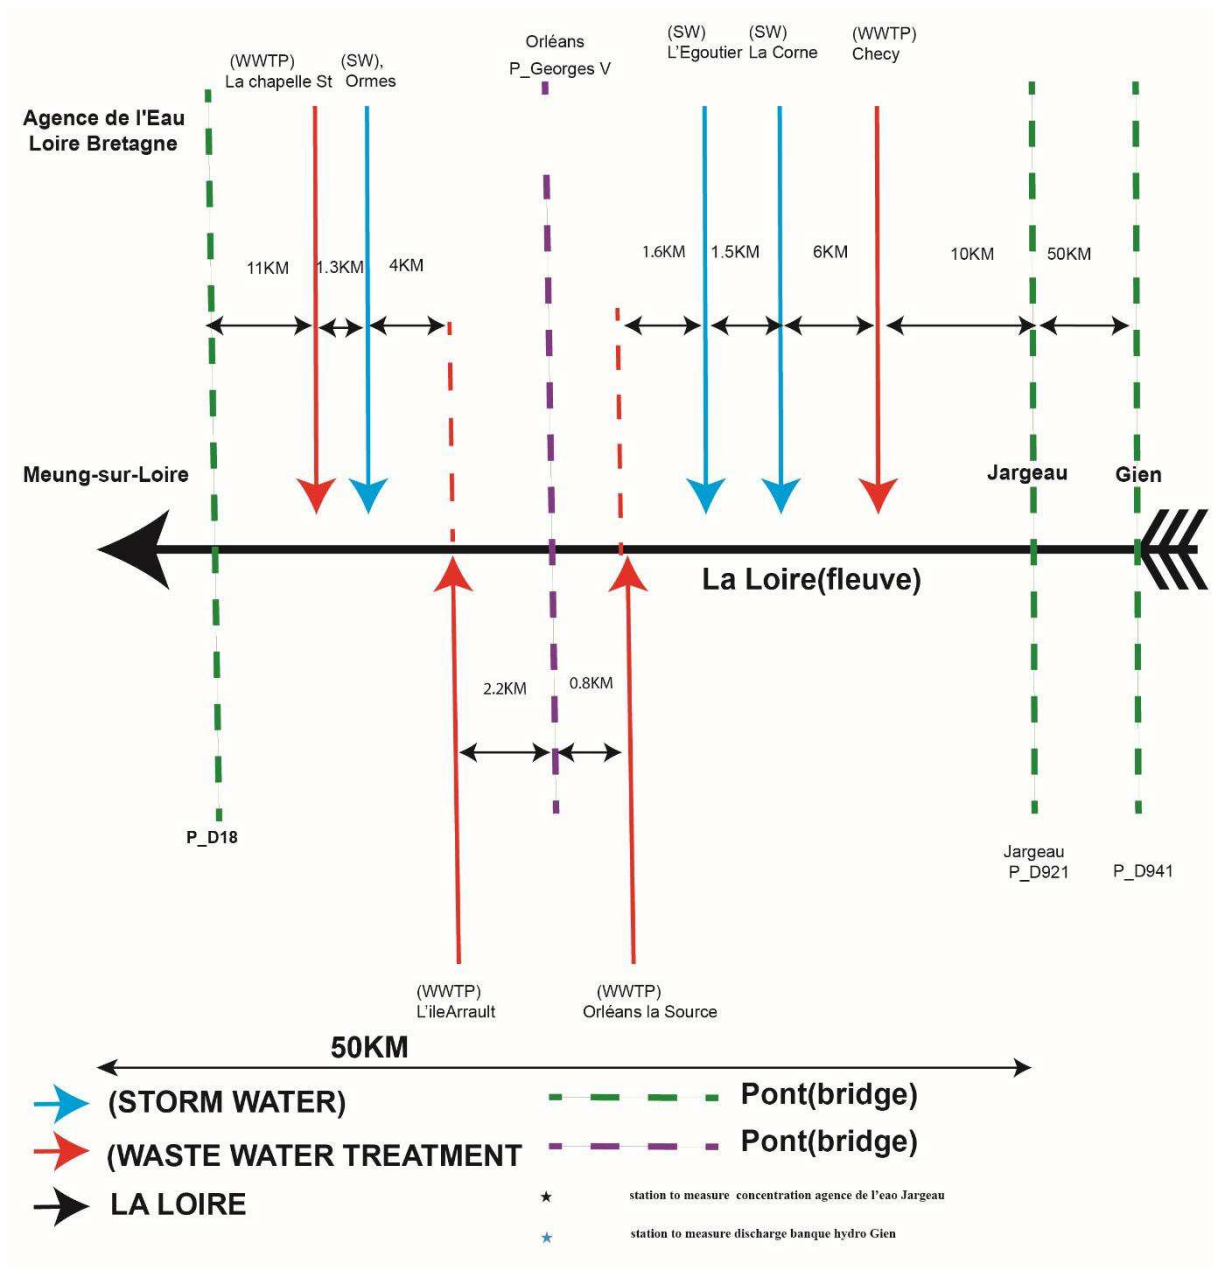 (WWTP)
La chapelle St
(SW),
Ormes
Orléans
P_Georges V
(SW)
L'Egoutier
(SW)
La Corne
(WWTP)
Checy
Agence de l'Eau
Loire Bretagne
11KM
1.3KM
4KM
1.6KM
1.5KM
6KM
10KM
50KM
Meung-sur-Loire
Jargeau
Gien
La Loire(fleuve)
2.2KM
0.8KM
P_D18
Jargeau
P_D921
P_D941
(WWTP)
L'ileArrault
(WWTP)
Orléans la Source
50KM
(STORM WATER)
Pont(bridge)
(WASTE WATER TREATMENT
Pont(bridge)
LA LOIRE
station to measure concentration agence de l'eao Jargeau
station to measure discharge banque hydro Gien